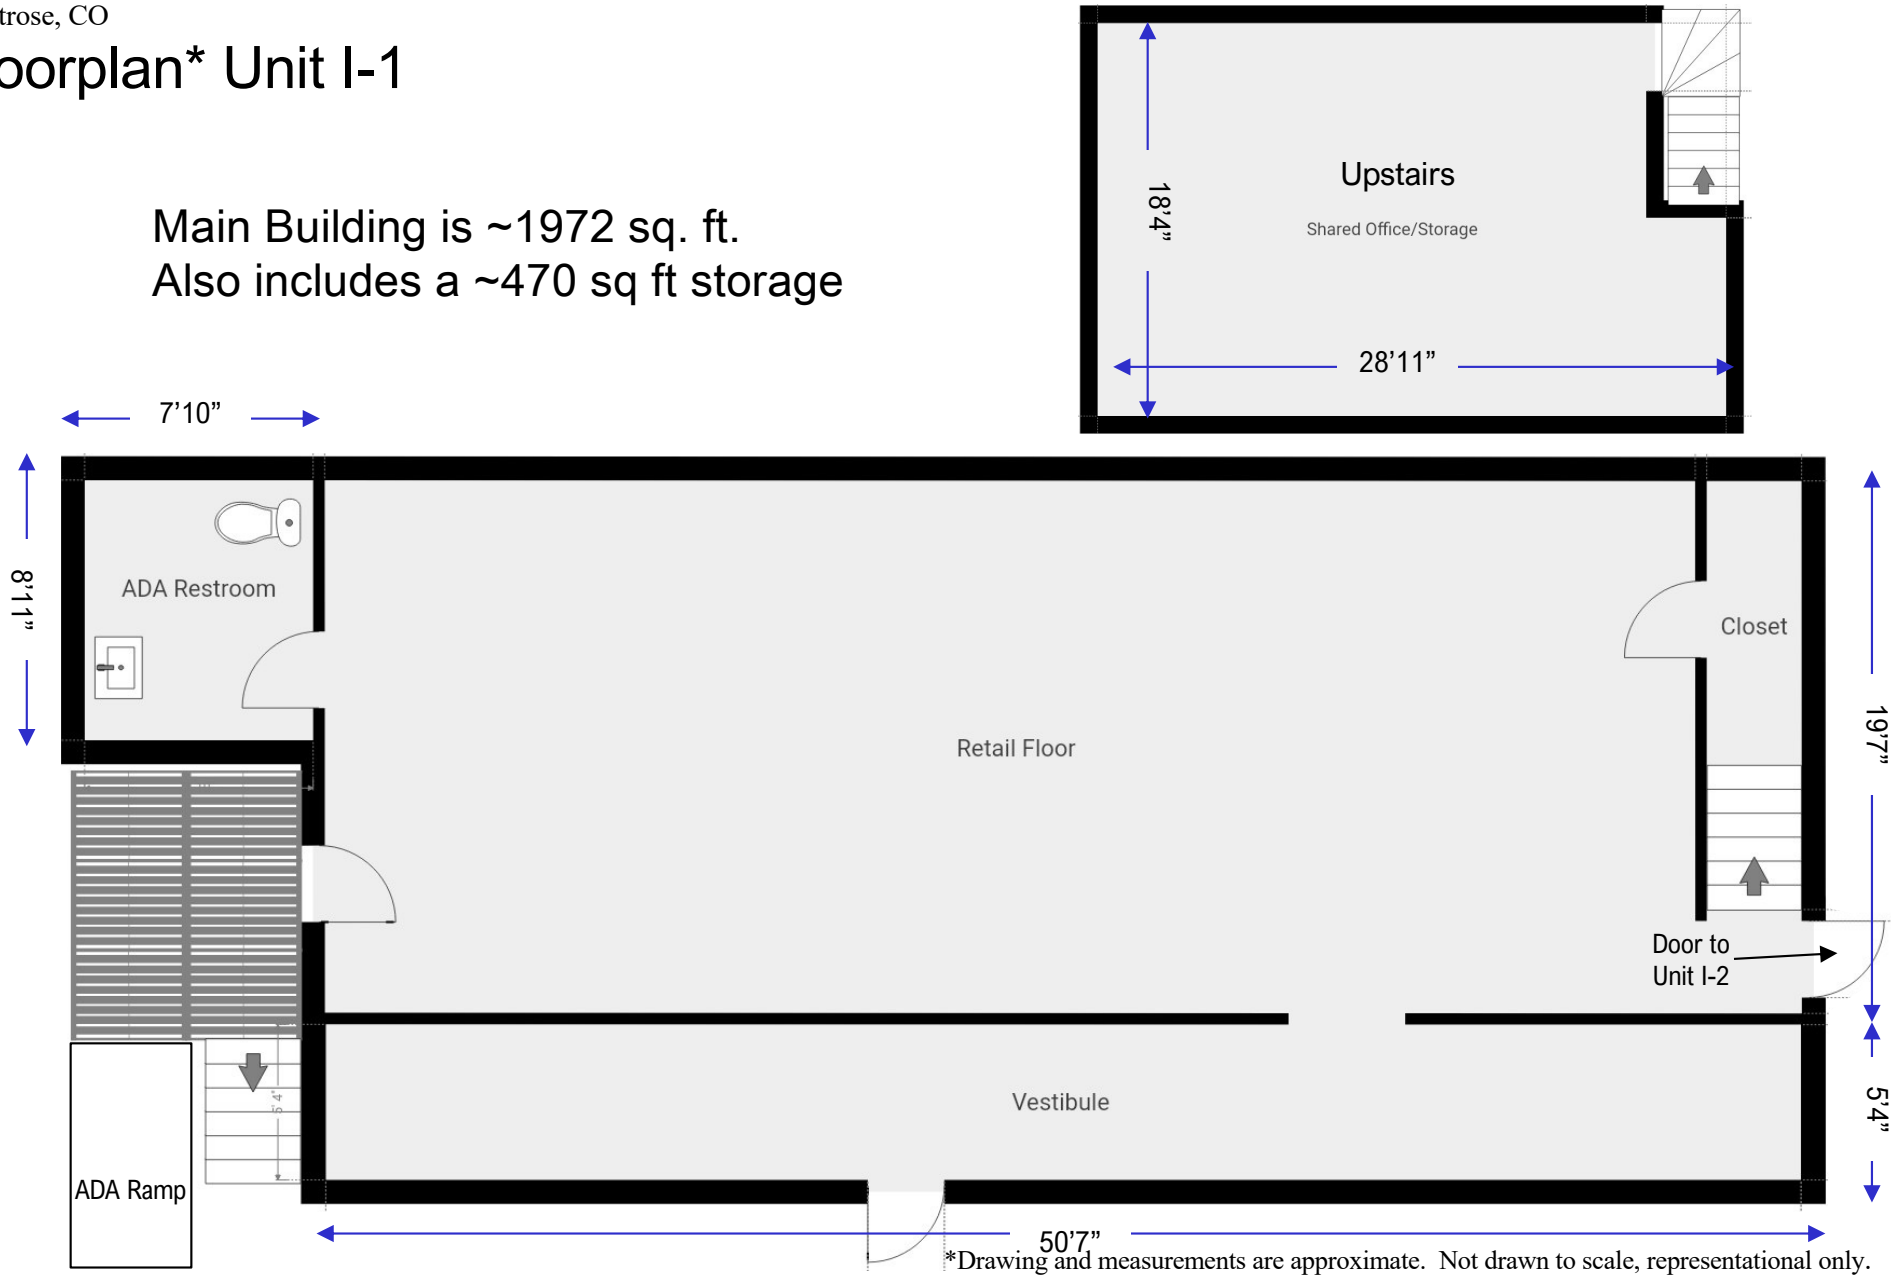 trose, CO
oorplan* Unit I-1
Main Building is ~1972 sq. ft.
Also includes a ~470 sq ft storage
18'4”
Upstairs
Shared Office/Storage
28'11”
7'10”
8'11”
ADA Restroom
Closet
Retail Floor
19'7”
Door to
Unit I-2
5'4"
Vestibule
5'4”
ADA Ramp
50'7”
*Drawing and measurements are approximate.  Not drawn to scale, representational only.